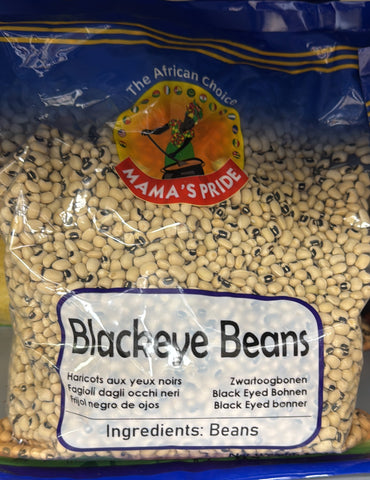 The African Choice
MAMA'S PRIDE
Blackeye Beans
Haricots aux yeux noirs
Fagioli dagli occhi neri
Frijol negro de ojos
Zwartoogbonen
Black Eyed Bohnen
Black Eyed bonner
Ingredients: Beans